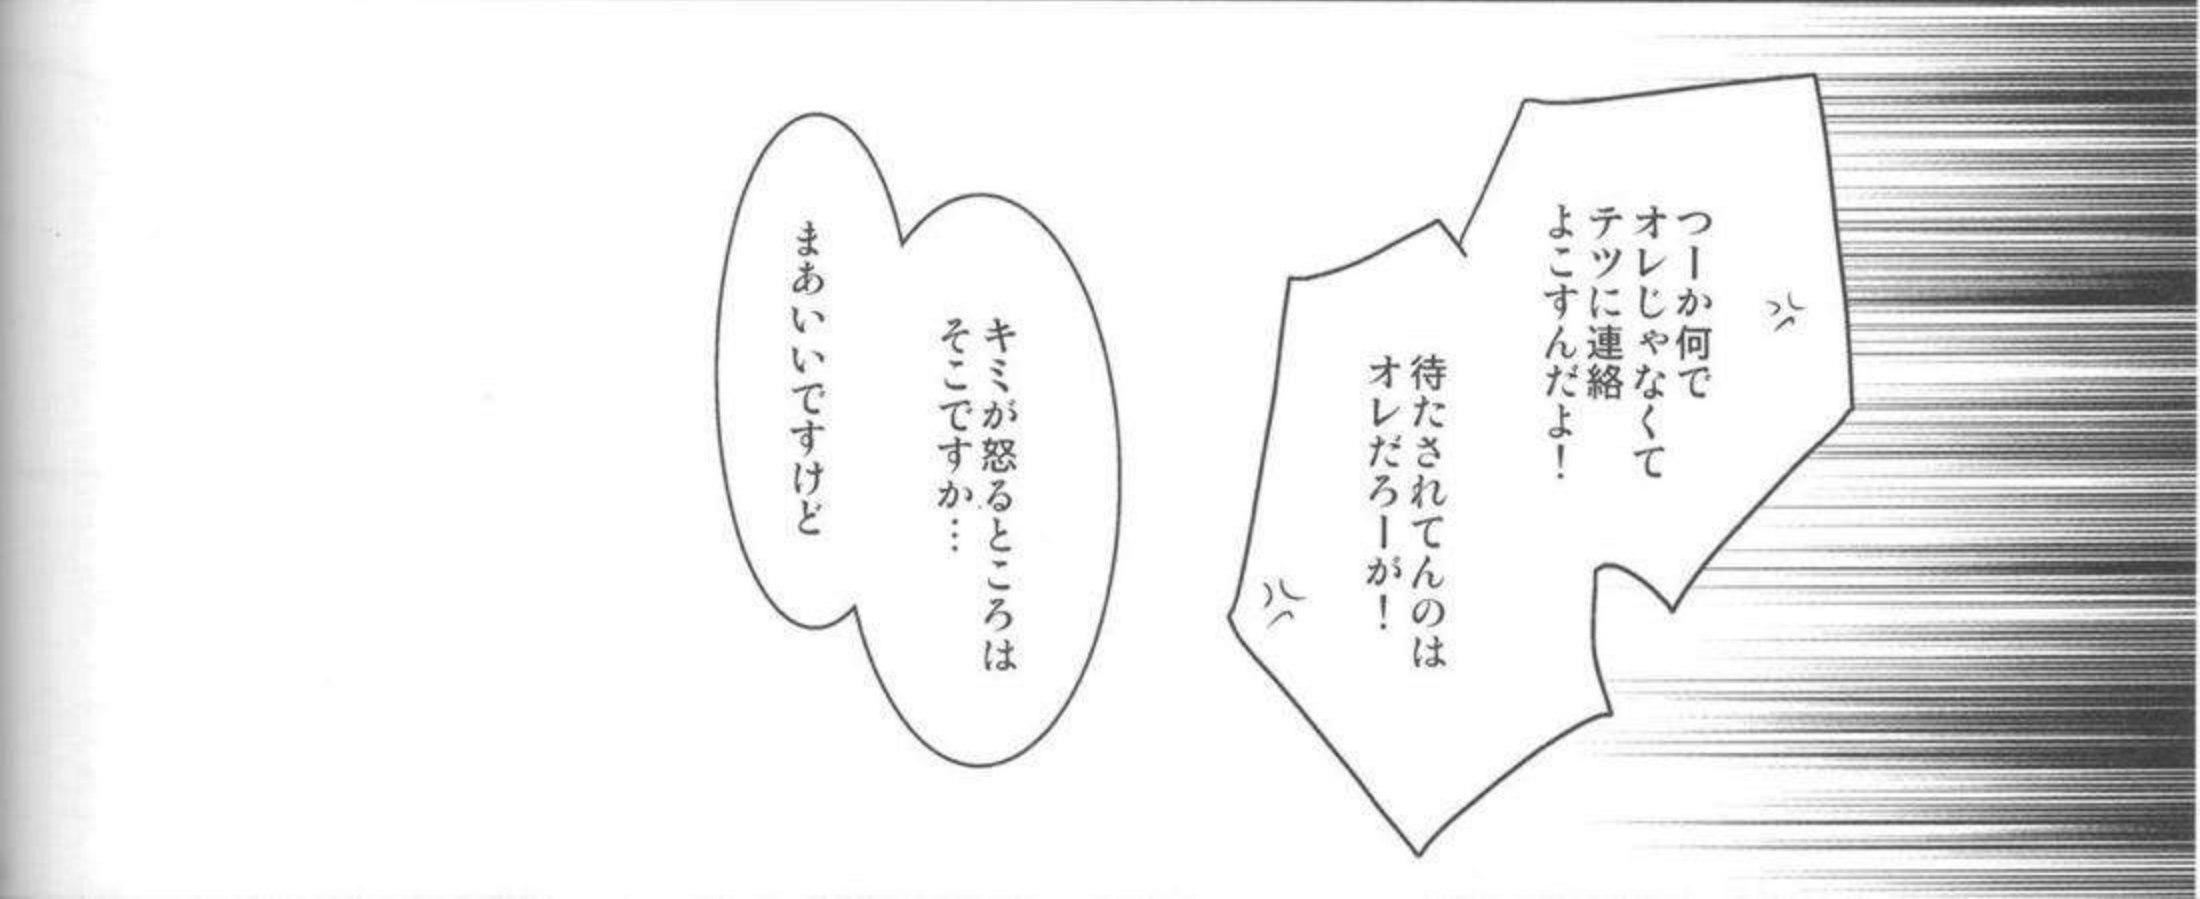 つーか何で
オレじゃなくて
テツに連絡
よこすんだよ！
待たされてんのは
オレだろーが！
キミが怒るところは
そこですか…
まあいいですけど